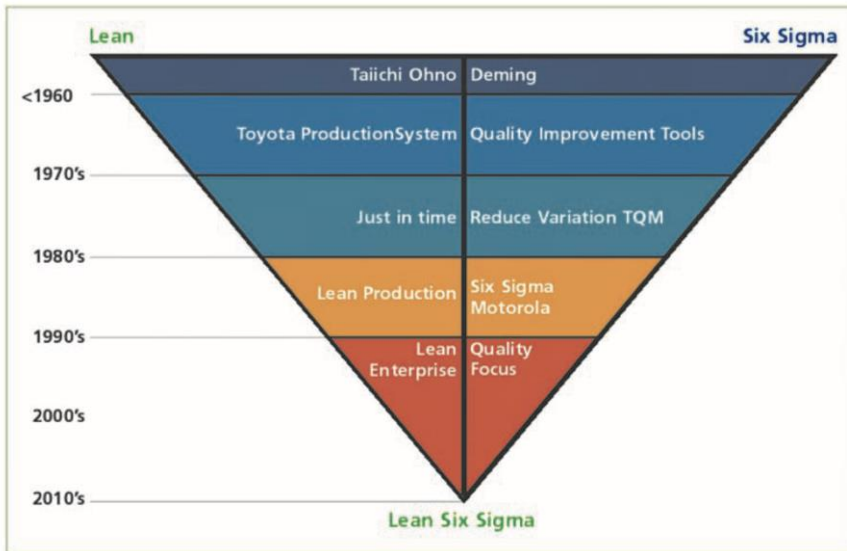 Lean
Six Sigma
Taiichi Ohno
Deming
<1960
Toyota ProductionSystem
Quality Improvement Tools
1970's
Just in time
Reduce Variation TQM
1980's
Lean Production
Six Sigma
Motorola
1990's
Lean
Enterprise
Quality
Focus
2000's
2010's
Lean Six Sigma